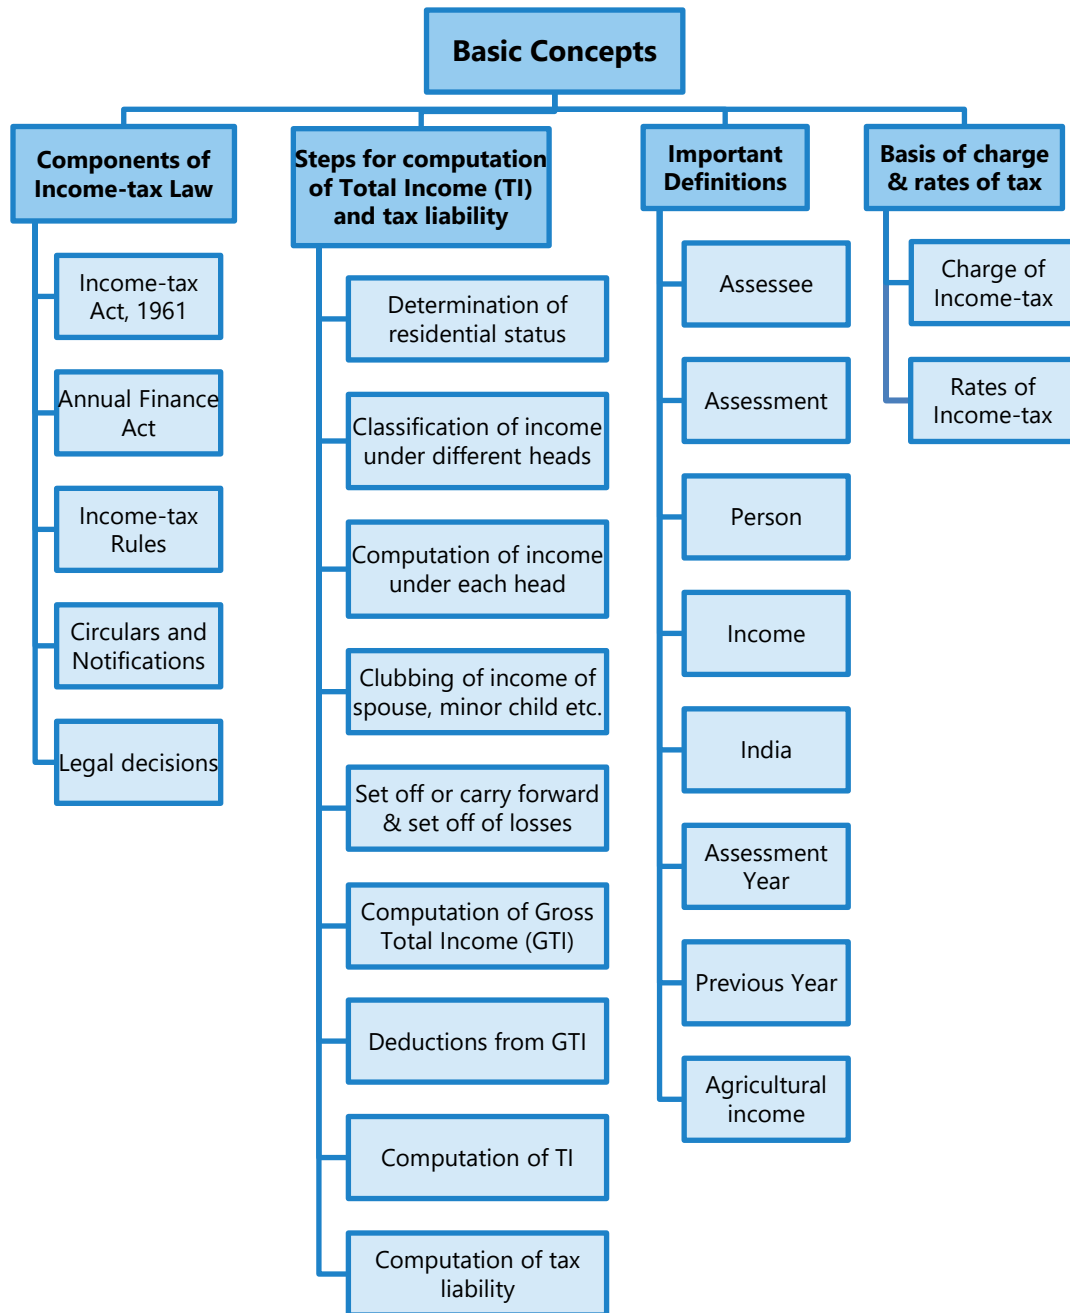 Basic Concepts
Components of
Income-tax Law
Income-tax
Act, 1961
Annual Finance
Act
Income-tax
Rules
Circulars and
Notifications
Legal decisions
Steps for computation
of Total Income (TI)
and tax liability
Determination of
residential status
Classification of income
under different heads
Computation of income
under each head
Clubbing of income of
spouse, minor child etc.
Set off or carry forward
& set off of losses
Computation of Gross
Total Income (GTI)
Deductions from GTI
Computation of TI
Computation of tax
liability
Important
Definitions
Assessee
Assessment
Person
Income
India
Assessment
Year
Previous Year
Agricultural
income
Basis of charge
& rates of tax
Charge of
Income-tax
Rates of
Income-tax